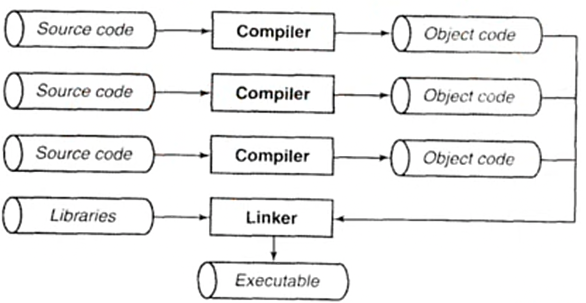 Source code
Compiler
Object code
Source code
Compiler
Object code
Source code
Compiler
Object code
Libraries
Linker
Executable